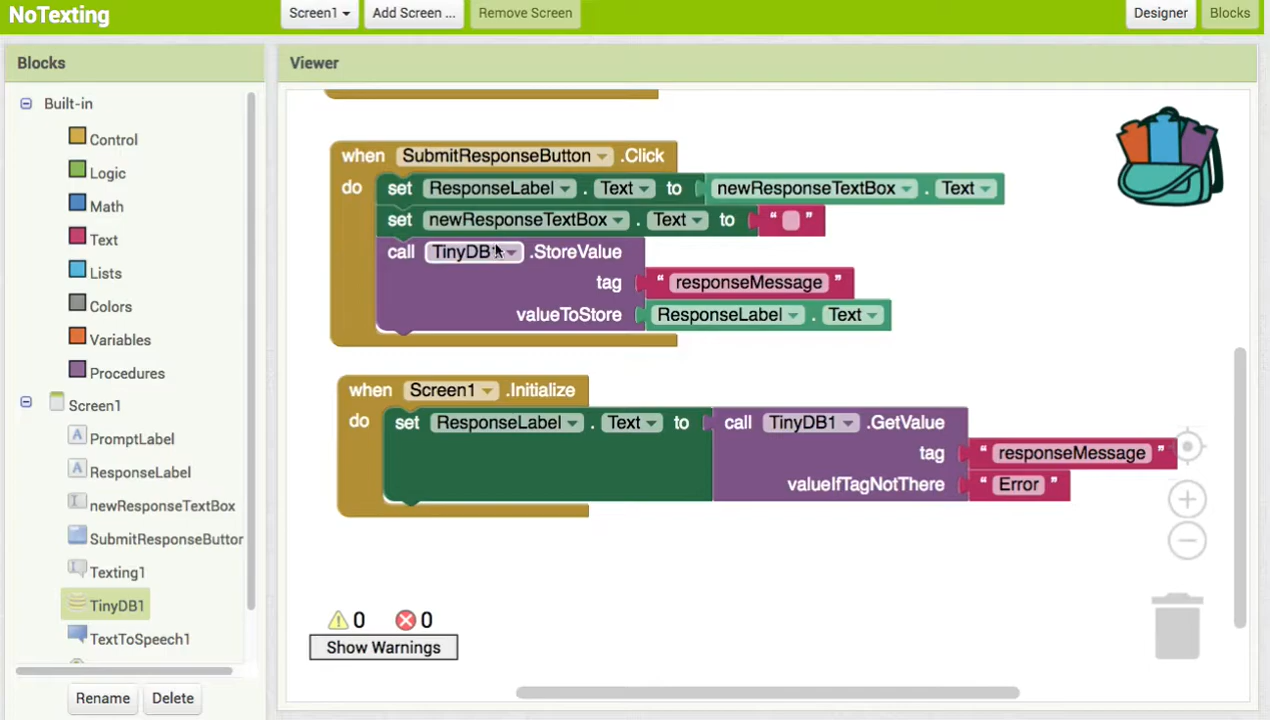 NoTexting
Screen1
Add Screen ...
Remove Screen
Designer
Blocks
Blocks
Viewer
Built-in
Control
Logic
Math
Text
Lists
Colors
Variables
Procedures
Screen1
PromptLabel
ResponseLabel
newResponseTextBox
SubmitResponseButtor
Texting1
TinyDB1
TextToSpeech1
Rename
Delete
when SubmitResponseButton .Click
do set ResponseLabel . Text to newResponseTextBox . Text
set newResponseTextBox . Text to “ ”
call TinyDB1 .StoreValue
tag “ responseMessage ”
valueToStore ResponseLabel . Text
when Screen1 .Initialize
do set ResponseLabel . Text to call TinyDB1 .GetValue
tag “ responseMessage ”
valueIfTagNotThere “ Error ”
0 0
Show Warnings